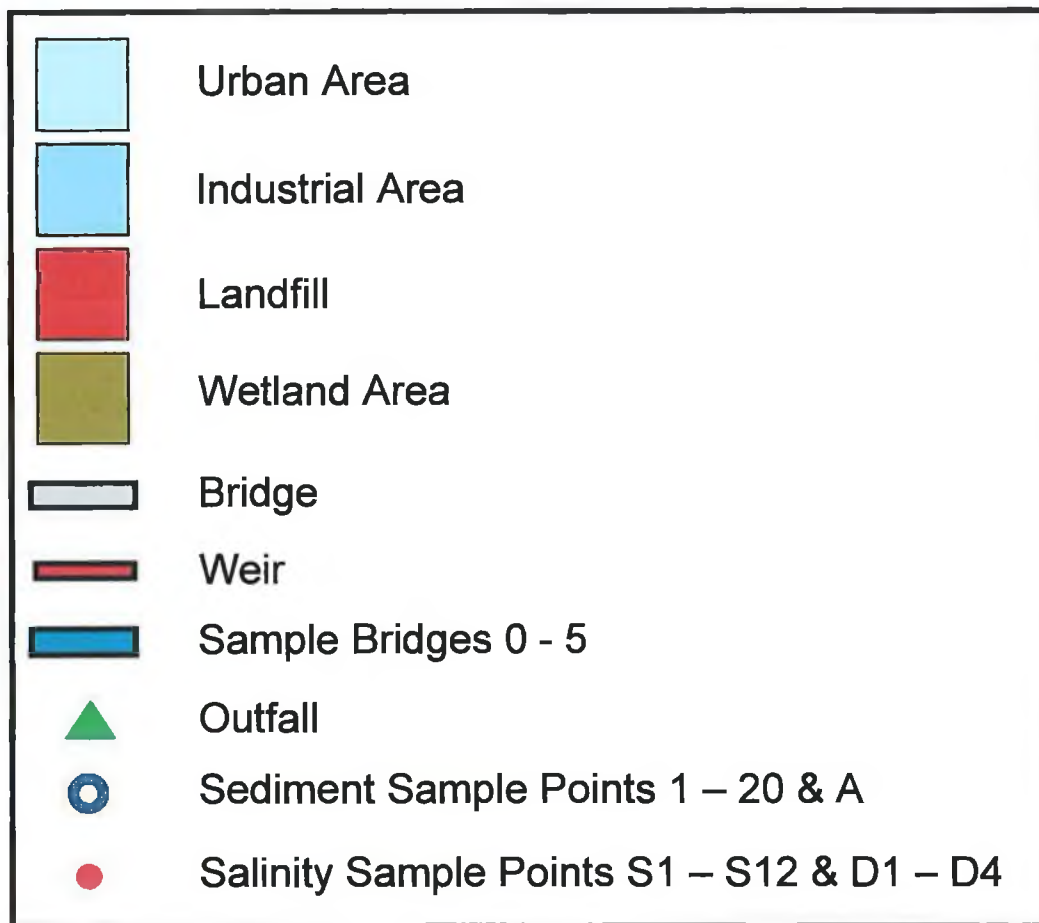 Urban Area
Industrial Area
Landfill
Wetland Area
Bridge
Weir
Sample Bridges 0 - 5
Outfall
Sediment Sample Points 1 – 20 & A
Salinity Sample Points S1 – S12 & D1 – D4